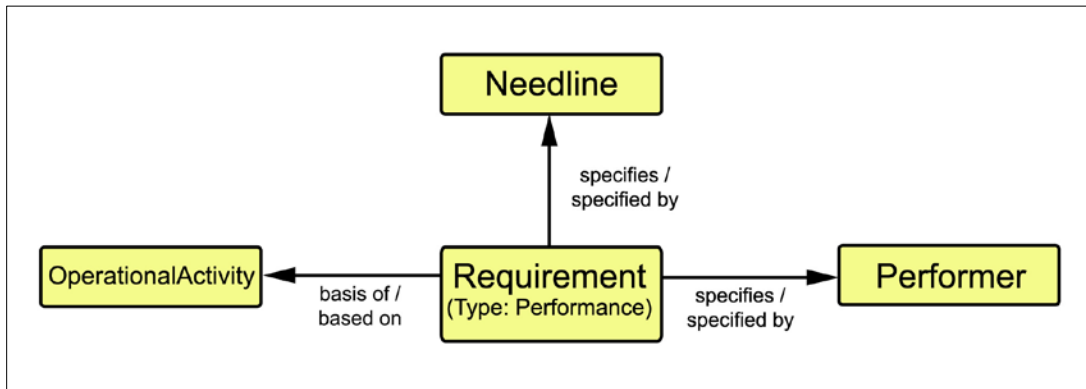 Needline
specifies /
specified by
OperationalActivity
basis of /
based on
Requirement
(Type: Performance)
specifies /
specified by
Performer